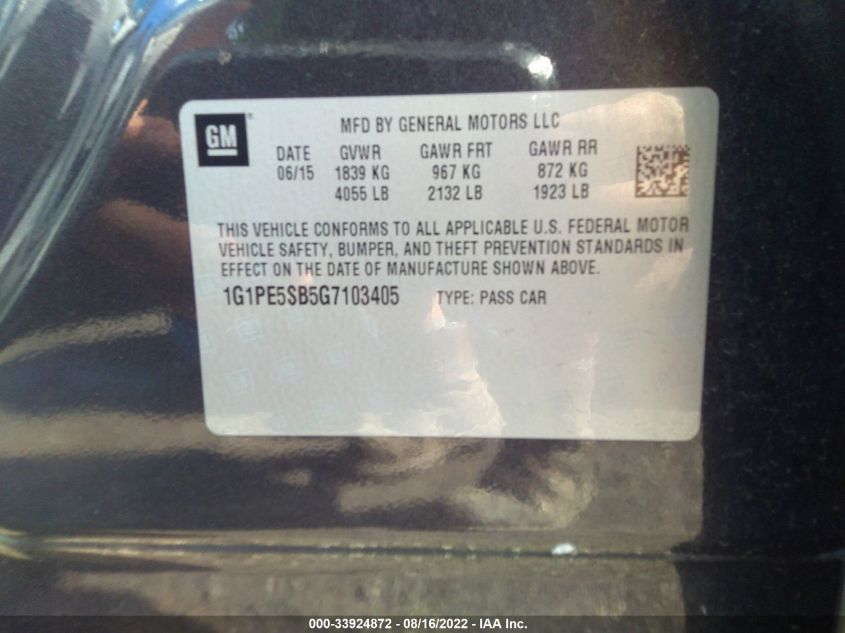 GM
MFD BY GENERAL MOTORS LLC
DATE GVWR GAWR FRT GAWR RR
06/15 1839 KG 967 KG 872 KG
4055 LB 2132 LB 1923 LB
THIS VEHICLE CONFORMS TO ALL APPLICABLE U.S. FEDERAL MOTOR
VEHICLE SAFETY, BUMPER, AND THEFT PREVENTION STANDARDS IN
EFFECT ON THE DATE OF MANUFACTURE SHOWN ABOVE.
1G1PE5SB5G7103405 TYPE: PASS CAR
000-33924872 - 08/16/2022 - IAA Inc.